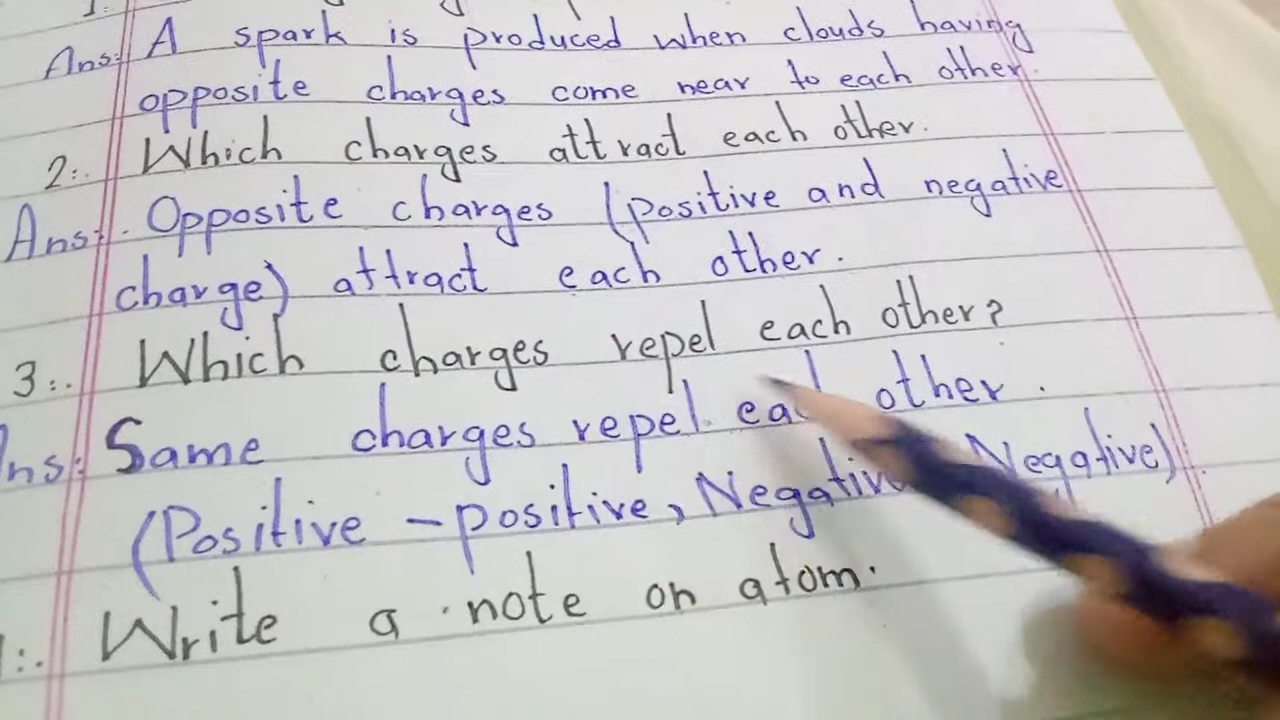 Ans: A spark is produced when clouds having
opposite charges come near to each other.
2:. Which charges attract each other.
Ans:. Opposite charges (positive and negative
charge) attract each other.
3:. Which charges repel each other?
ns: Same charges repel each other.
(Positive - positive, Negative Negative)
:. Write a note on atom.